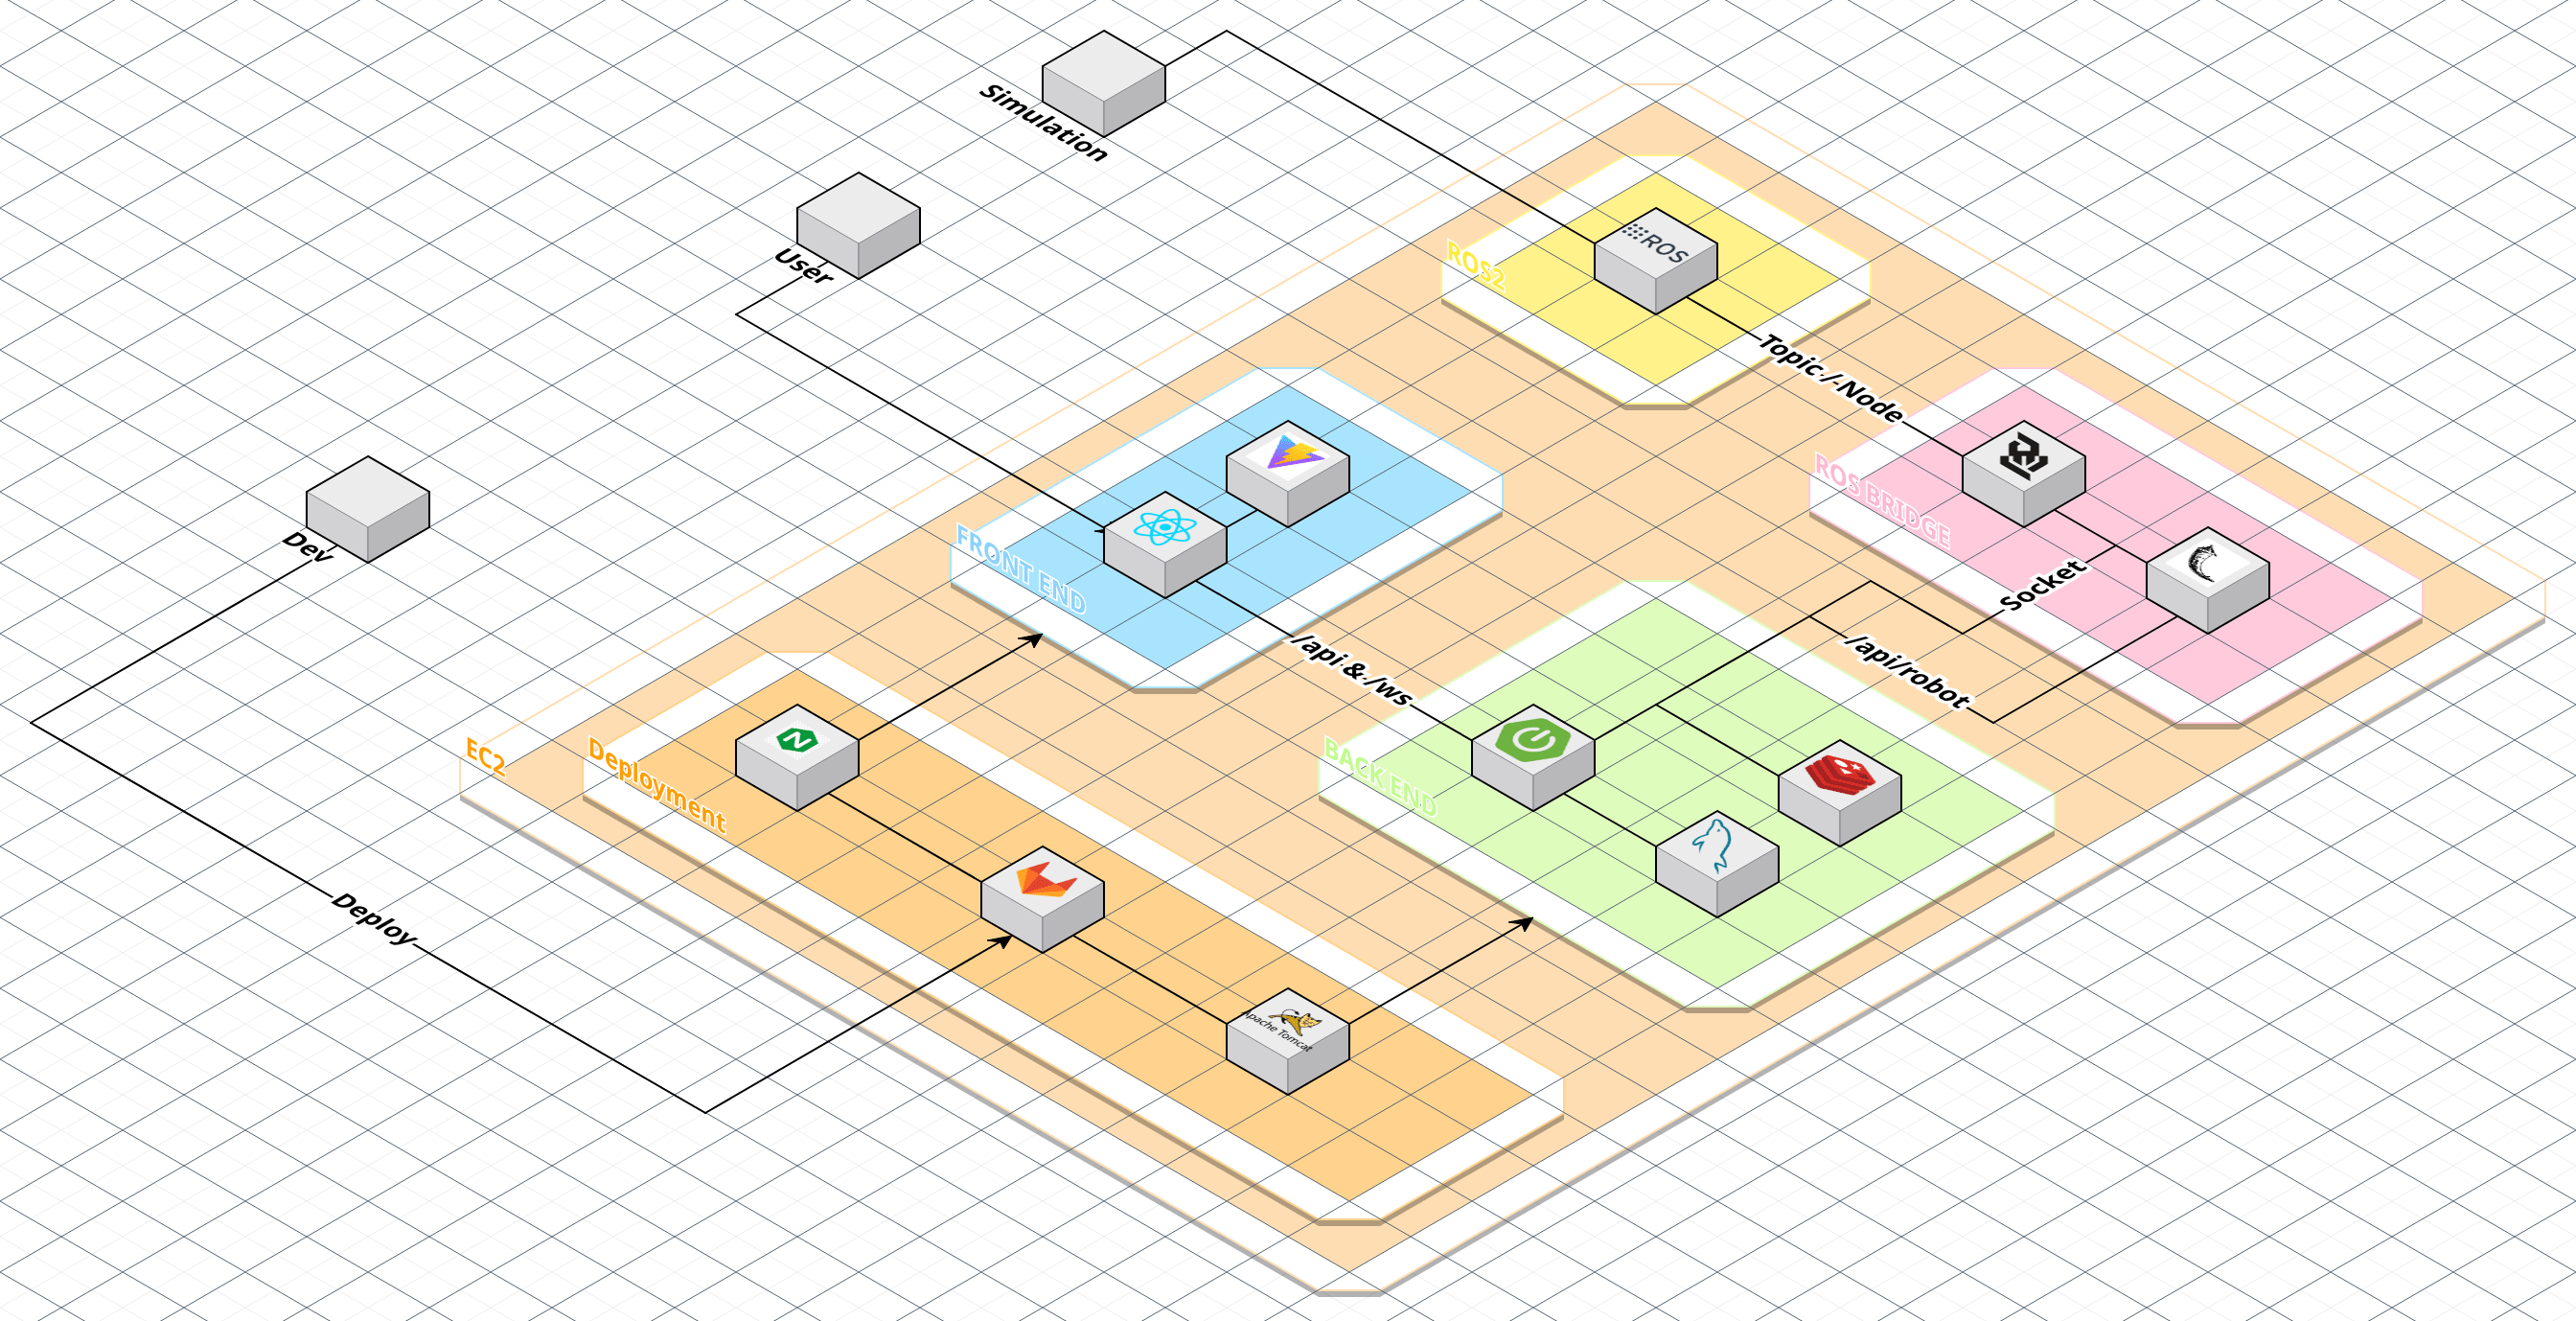 Simulation
User
ROS
ROS2
Topic / Node
ROS BRIDGE
FRONT END
Dev
Socket
/api & /ws
/api/robot
EC2
Deployment
BACK END
Deploy
Apache Tomcat